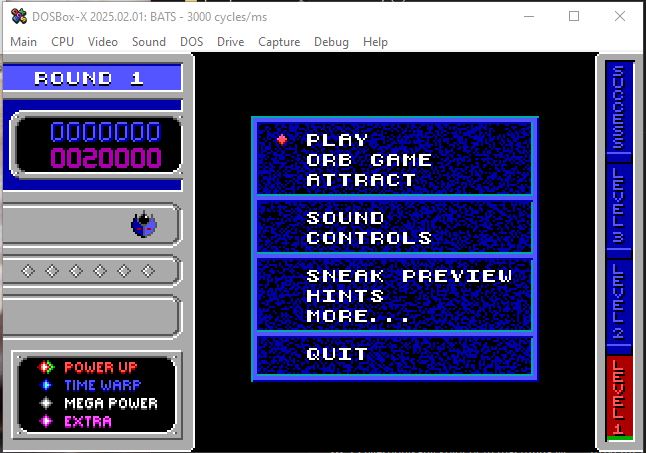 DOSBox-X 2025.02.01: BATS - 3000 cycles/ms
Main CPU Video Sound DOS Drive Capture Debug Help
ROUND 1
0000000
0020000
POWER UP
TIME WARP
MEGA POWER
EXTRA
PLAY
ORB GAME
ATTRACT
SOUND
CONTROLS
SNEAK PREVIEW
HINTS
MORE...
QUIT
SUCCESS
LEVEL 3
LEVEL 2
LEVEL 1